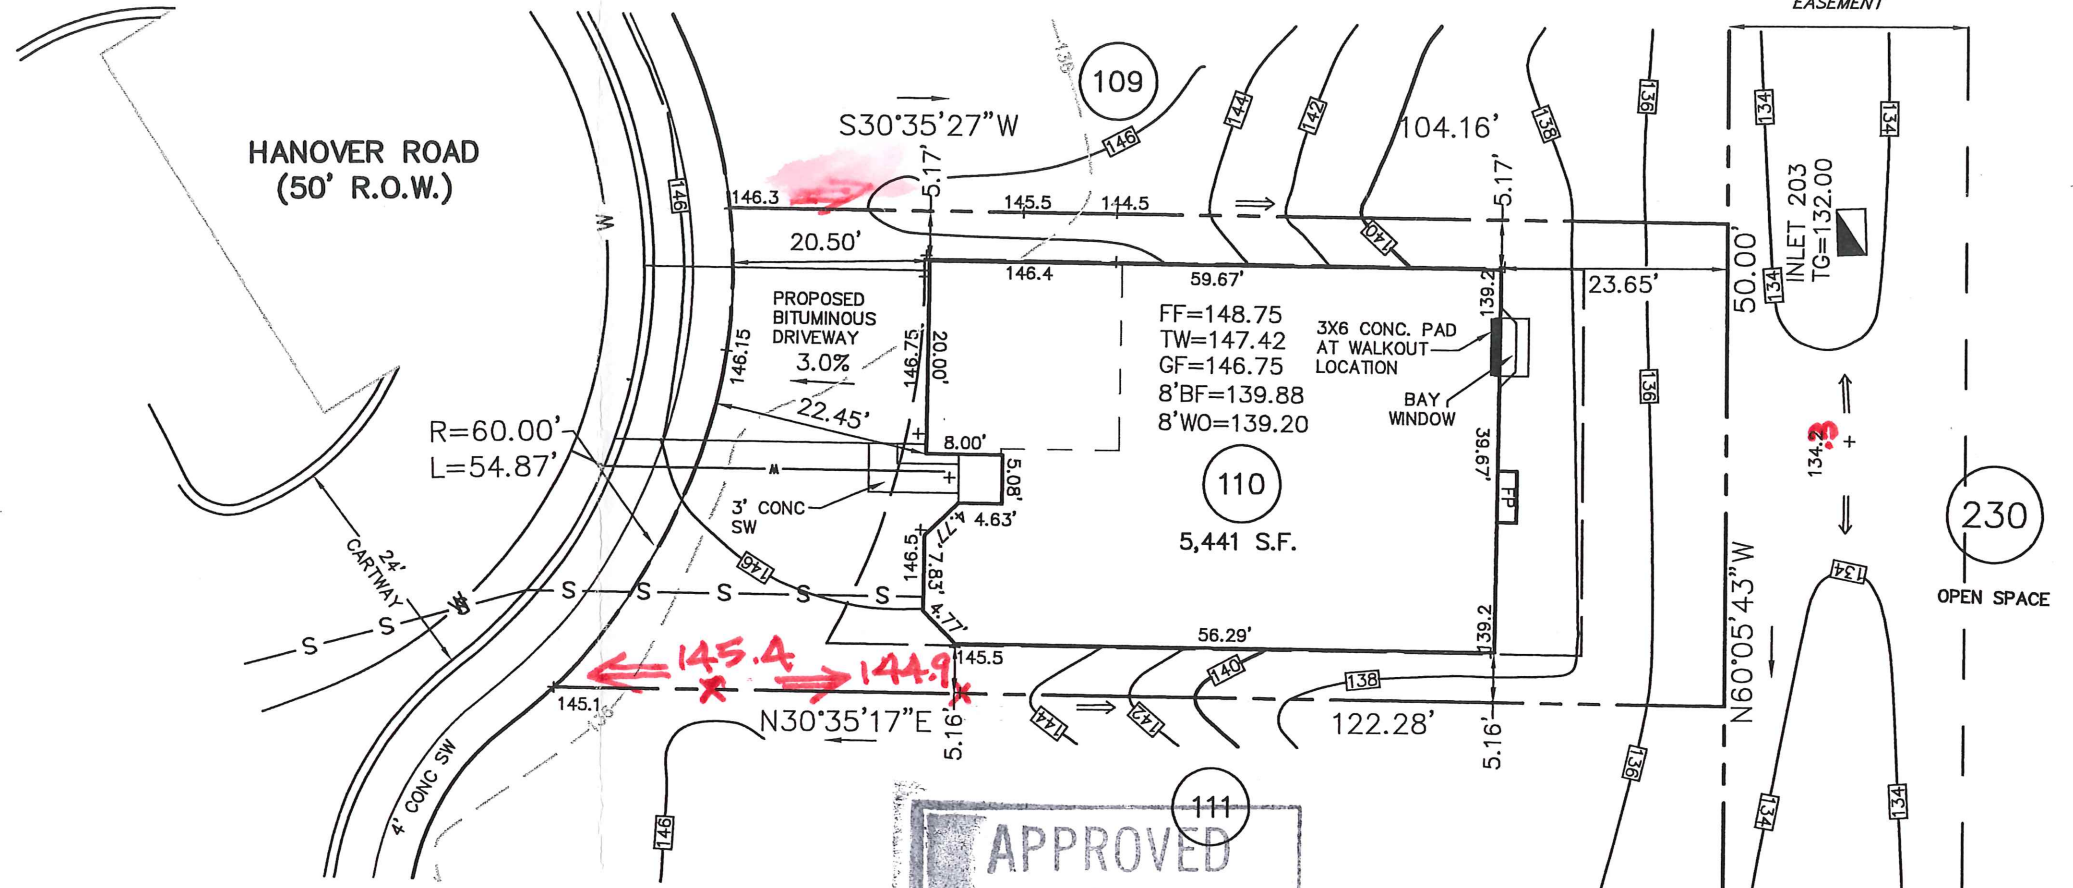 EASEMENT
138
109
S30°35'27"W
146
144
142
104.16'
138
136
134
134
HANOVER ROAD
(50' R.O.W.)
146
146.3
5.17'
145.5
144.5
5.17'
INLET 203
TG=132.00
W
20.50'
140
50.00'
146.4
59.67'
139.2
23.65'
134
PROPOSED
BITUMINOUS
DRIVEWAY
3.0%
146.15
146.75
20.00'
FF=148.75
TW=147.42
GF=146.75
8'BF=139.88
8'WO=139.20
3X6 CONC. PAD
AT WALKOUT
LOCATION
BAY
WINDOW
136
22.45'
R=60.00'
L=54.87'
8.00'
W
5.08'
39.67'
134.2
3
3' CONC
SW
4.77'
4.63'
110
FP
5,441 S.F.
230
OPEN SPACE
24'
CARTWAY
146
146.5
7.83'
134
S S S S S S S
4.77'
56.29'
139.2
N60°05'43"W
145.4
144.9
145.5
140
138
145.1
138
N30°35'17"E
5.16'
144
142
122.28'
5.16'
136
4' CONC SW
146
111
134
134
APPROVED